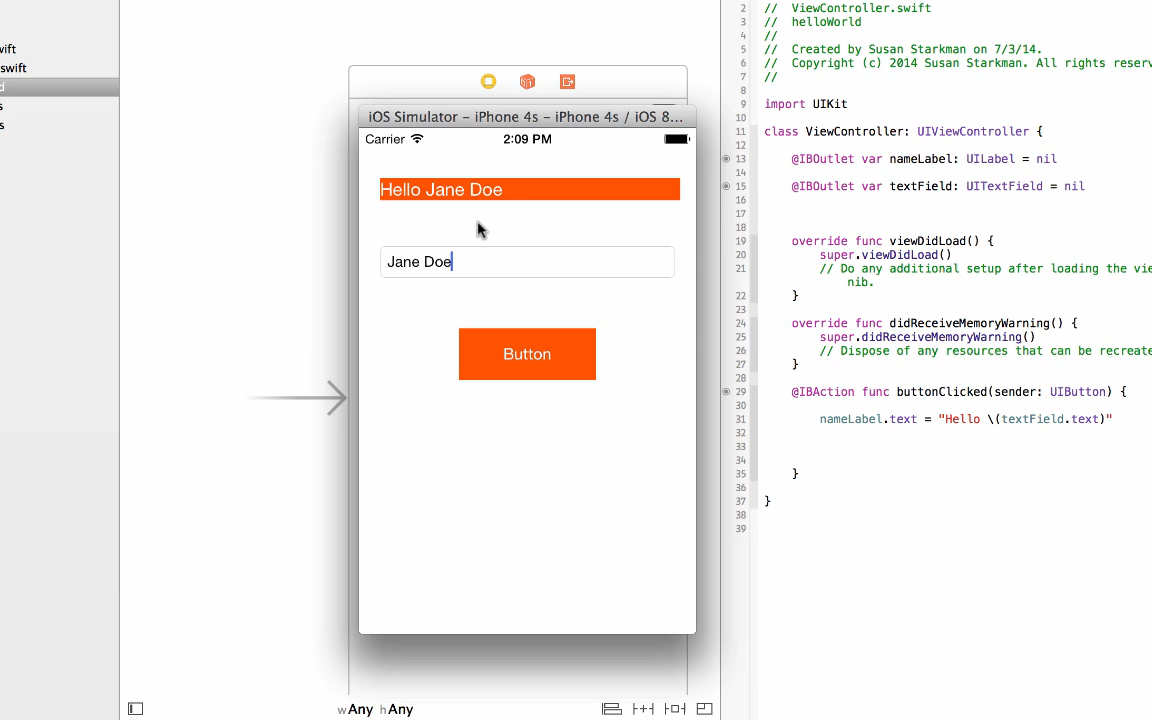 wift
swift
d
s
s
iOS Simulator – iPhone 4s – iPhone 4s / iOS 8...
Carrier
2:09 PM
Hello Jane Doe
Jane Doe
Button
wAny hAny
2 //  ViewController.swift
3 //  helloWorld
4 //
5 //  Created by Susan Starkman on 7/3/14.
6 //  Copyright (c) 2014 Susan Starkman. All rights reserv
7 //
8
9 import UIKit
10
11 class ViewController: UIViewController {
12
13     @IBOutlet var nameLabel: UILabel = nil
14
15     @IBOutlet var textField: UITextField = nil
16
17
18
19     override func viewDidLoad() {
20         super.viewDidLoad()
21         // Do any additional setup after loading the vie
            nib.
22     }
23
24     override func didReceiveMemoryWarning() {
25         super.didReceiveMemoryWarning()
26         // Dispose of any resources that can be recreate
27     }
28
29     @IBAction func buttonClicked(sender: UIButton) {
30
31         nameLabel.text = "Hello \(textField.text)"
32
33
34
35     }
36
37 }
38
39